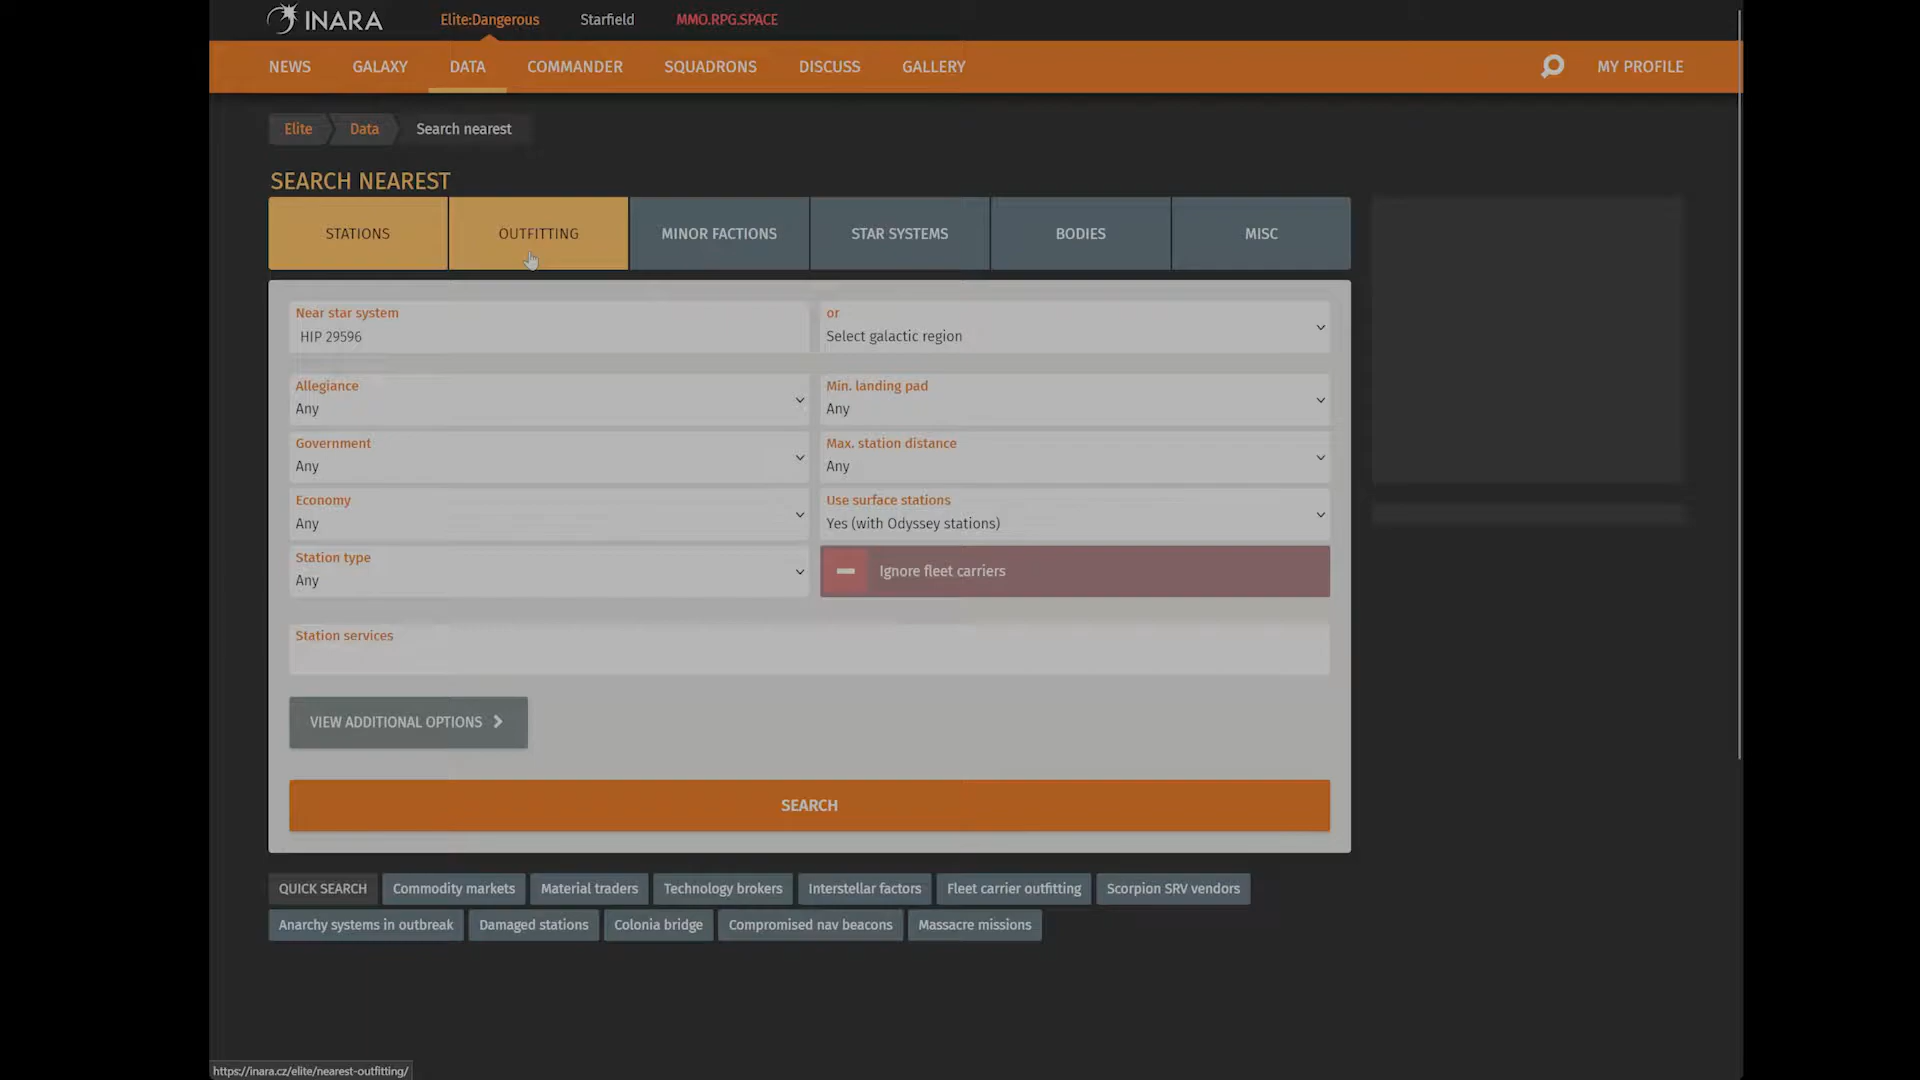 INARA
Elite:Dangerous
Starfield
MMO.RPG.SPACE
NEWS
GALAXY
DATA
COMMANDER
SQUADRONS
DISCUSS
GALLERY
MY PROFILE
Elite
Data
Search nearest
SEARCH NEAREST
STATIONS
OUTFITTING
MINOR FACTIONS
STAR SYSTEMS
BODIES
MISC
Near star system
HIP 29596
or
Select galactic region
Allegiance
Any
Min. landing pad
Any
Government
Any
Max. station distance
Any
Economy
Any
Use surface stations
Yes (with Odyssey stations)
Station type
Any
Ignore fleet carriers
Station services
VIEW ADDITIONAL OPTIONS
SEARCH
QUICK SEARCH
Commodity markets
Material traders
Technology brokers
Interstellar factors
Fleet carrier outfitting
Scorpion SRV vendors
Anarchy systems in outbreak
Damaged stations
Colonia bridge
Compromised nav beacons
Massacre missions
https://inara.cz/elite/nearest-outfitting/